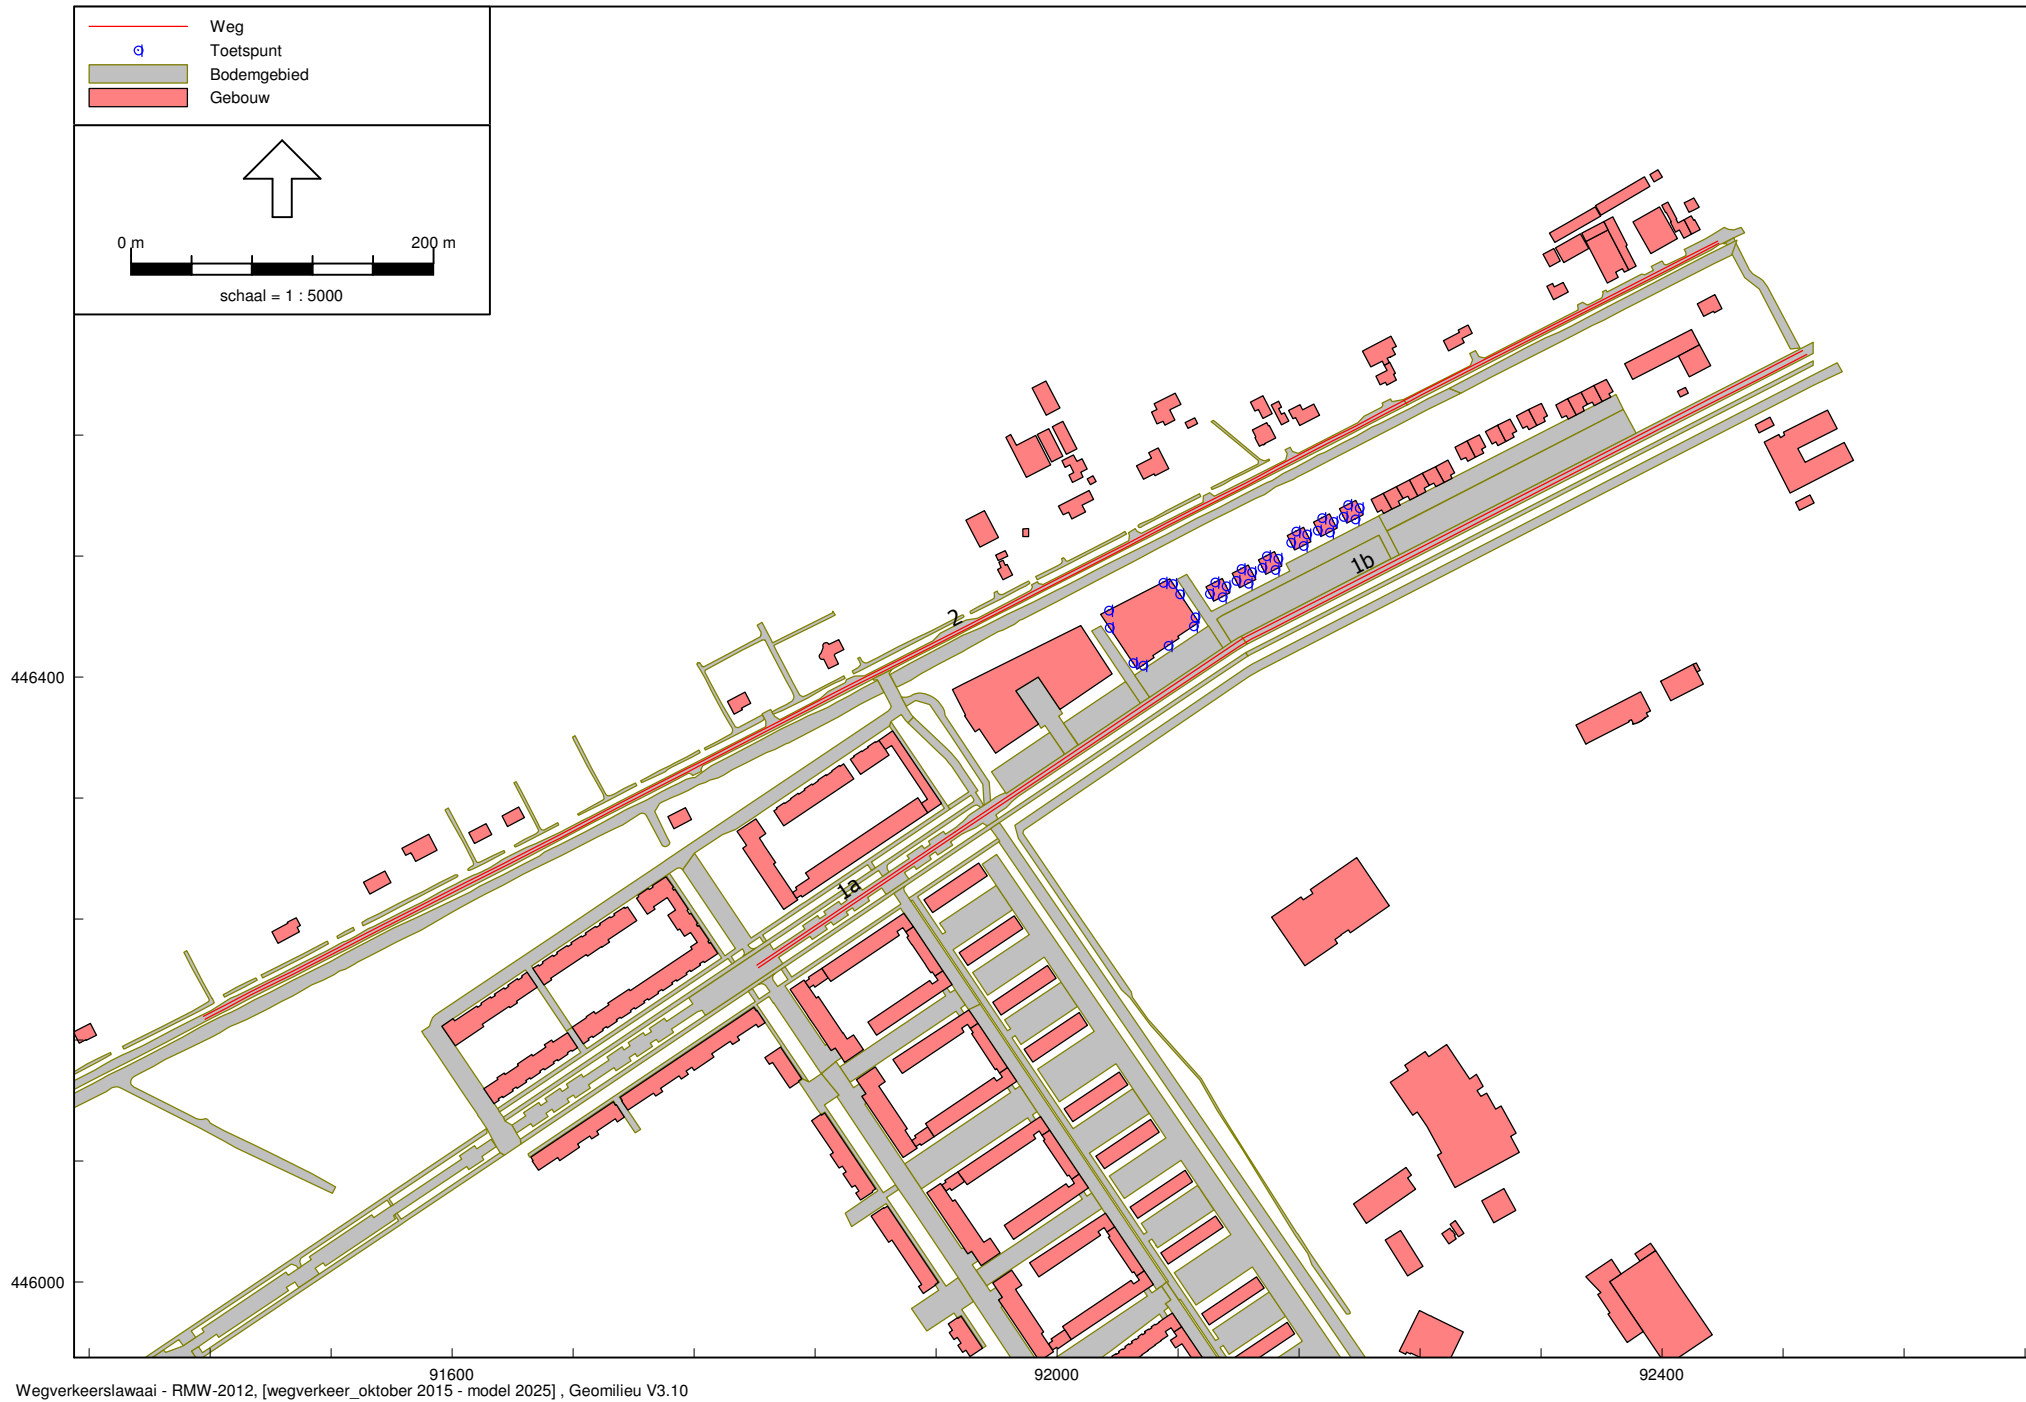 Weg
Toetspunt
Bodemgebied
Gebouw
0 m 200 m
schaal = 1 : 5000
2
1b
446400
1a
446000
91600 92000 92400
Wegverkeerslawaai - RMW-2012, [wegverkeer_oktober 2015 - model 2025] , Geomilieu V3.10